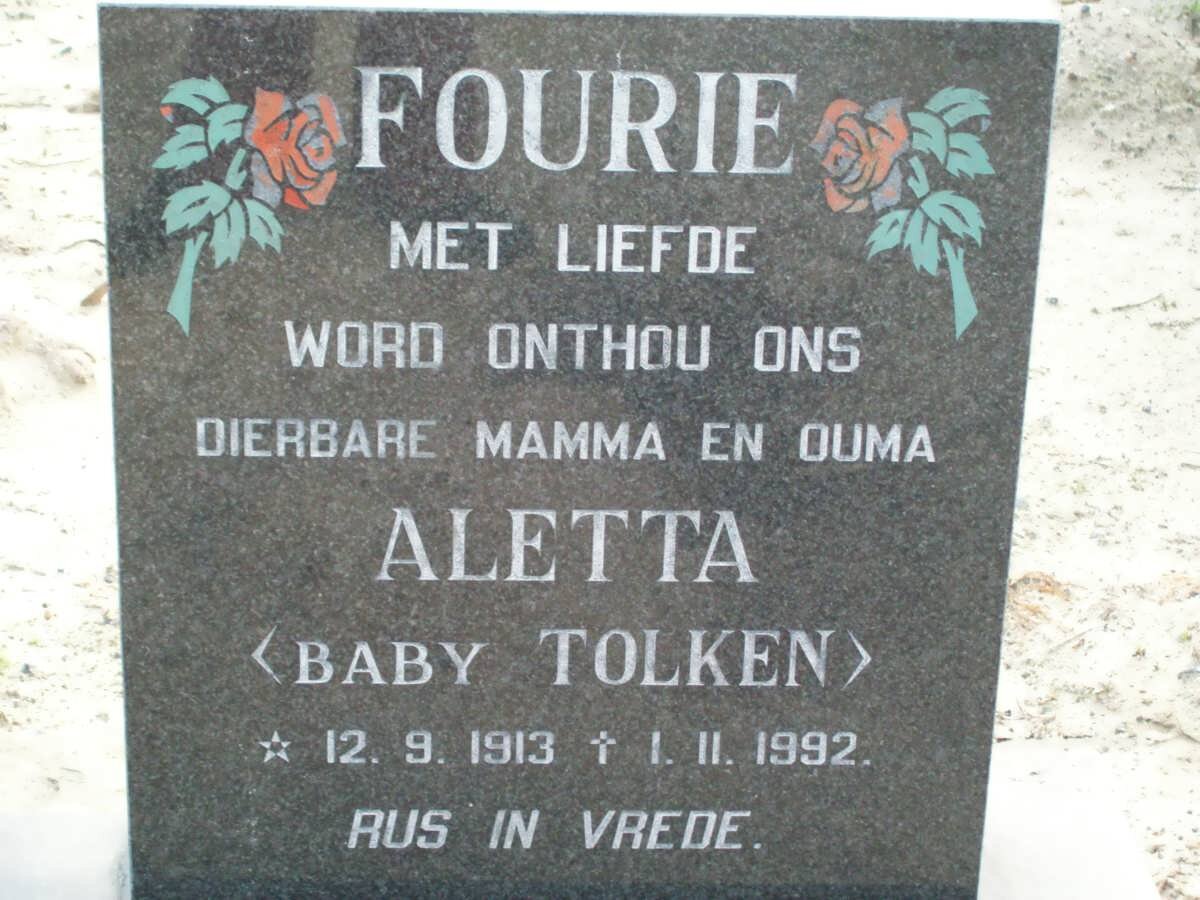 FOURIE
MET LIEFDE
WORD ONTHOU ONS
DIERBARE MAMMA EN OUMA
ALETTA
<BABY TOLKEN>
☆ 12. 9. 1913 † 1. 11. 1992.
RUS IN VREDE.